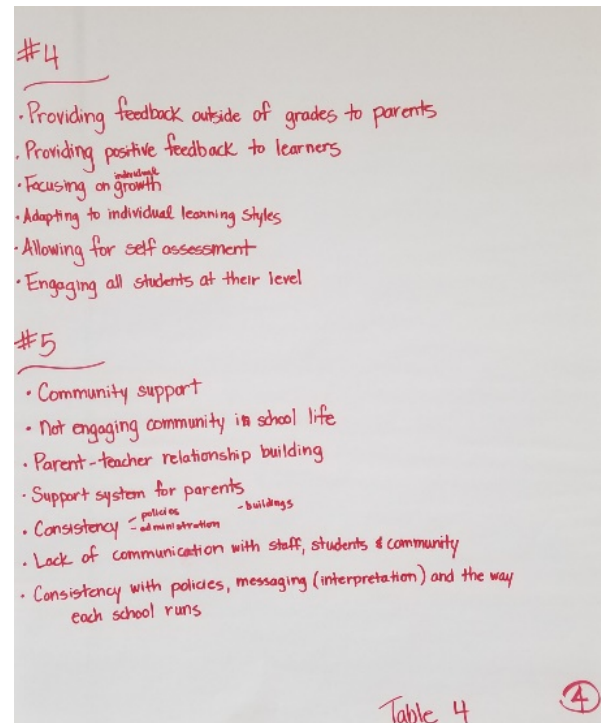 #4
· Providing feedback outside of grades to parents
· Providing positive feedback to learners
· Focusing on individual growth
· Adapting to individual learning styles
· Allowing for self assessment
· Engaging all students at their level
#5
· Community support
· Not engaging community in school life
· Parent-teacher relationship building
· Support system for parents
· Consistency - policies - administration - buildings
· Lack of communication with staff, students & community
· Consistency with policies, messaging (interpretation) and the way
each school runs
Table 4
4